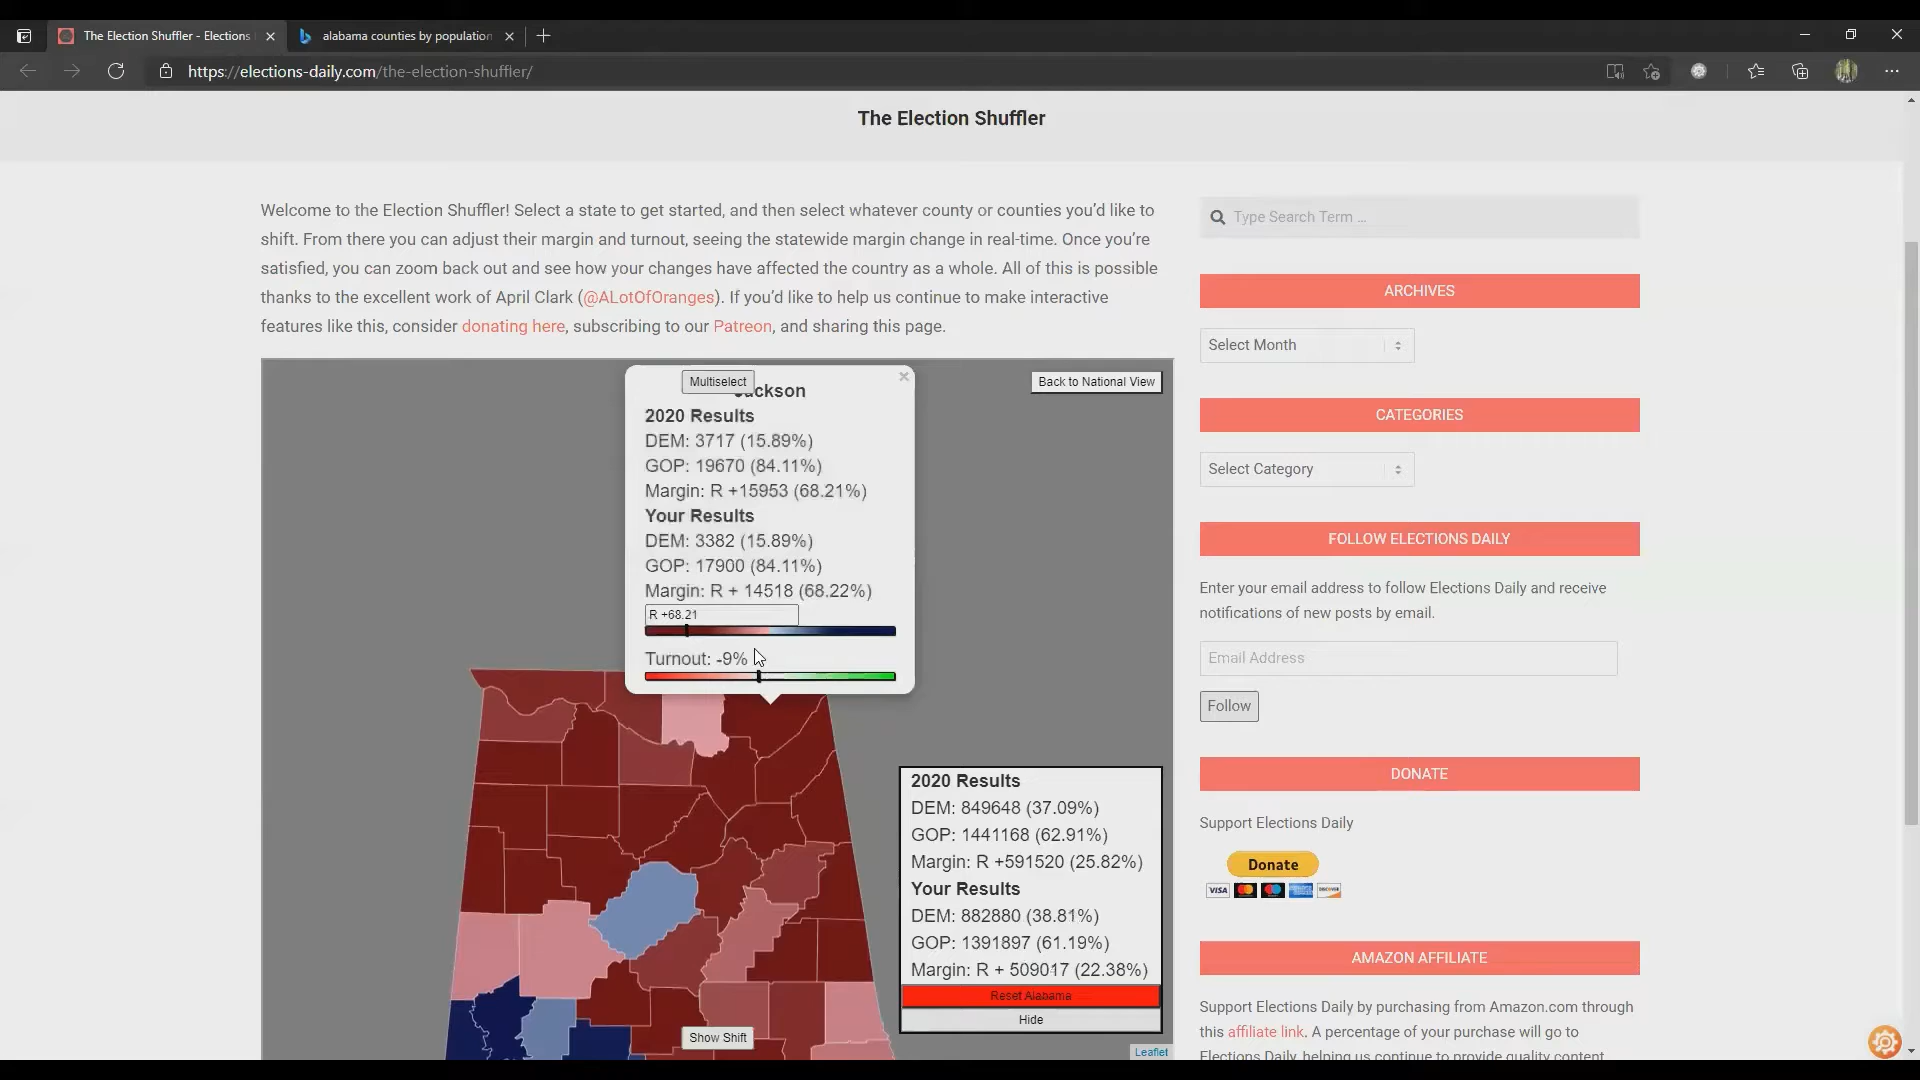 The Election Shuffler - Elections
alabama counties by population
https://elections-daily.com/the-election-shuffler/
The Election Shuffler
Welcome to the Election Shuffler! Select a state to get started, and then select whatever county or counties you'd like to
shift. From there you can adjust their margin and turnout, seeing the statewide margin change in real-time. Once you're
satisfied, you can zoom back out and see how your changes have affected the country as a whole. All of this is possible
thanks to the excellent work of April Clark (@ALotOfOranges). If you'd like to help us continue to make interactive
features like this, consider donating here, subscribing to our Patreon, and sharing this page.
Multiselect
Back to National View
2020 Results
DEM: 3717 (15.89%)
GOP: 19670 (84.11%)
Margin: R +15953 (68.21%)
Your Results
DEM: 3382 (15.89%)
GOP: 17900 (84.11%)
Margin: R + 14518 (68.22%)
R +68.21
Turnout: -9%
2020 Results
DEM: 849648 (37.09%)
GOP: 1441168 (62.91%)
Margin: R +591520 (25.82%)
Your Results
DEM: 882880 (38.81%)
GOP: 1391897 (61.19%)
Margin: R + 509017 (22.38%)
Reset Alabama
Hide
Show Shift
Leaflet
Type Search Term ...
ARCHIVES
Select Month
CATEGORIES
Select Category
FOLLOW ELECTIONS DAILY
Enter your email address to follow Elections Daily and receive
notifications of new posts by email.
Email Address
Follow
DONATE
Support Elections Daily
Donate
VISA
AMAZON AFFILIATE
Support Elections Daily by purchasing from Amazon.com through
this affiliate link. A percentage of your purchase will go to
Elections Daily, helping us continue to provide quality content